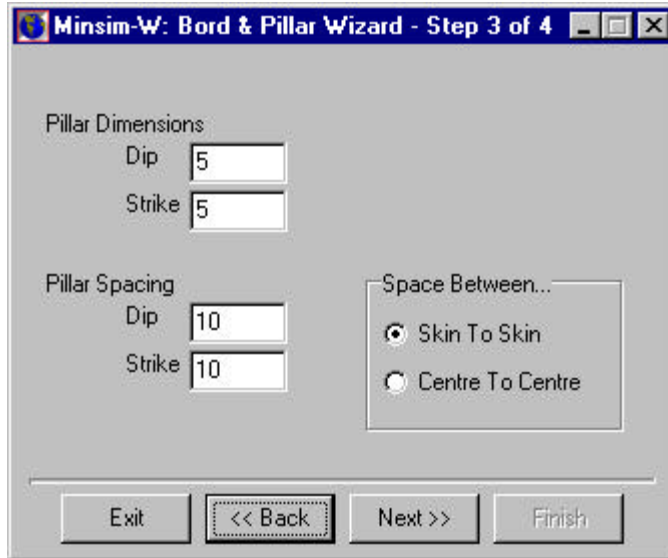 Minsim-W: Bord & Pillar Wizard - Step 3 of 4
Pillar Dimensions
Dip 5
Strike 5
Pillar Spacing
Dip 10
Strike 10
Space Between...
Skin To Skin
Centre To Centre
Exit
<< Back
Next >>
Finish